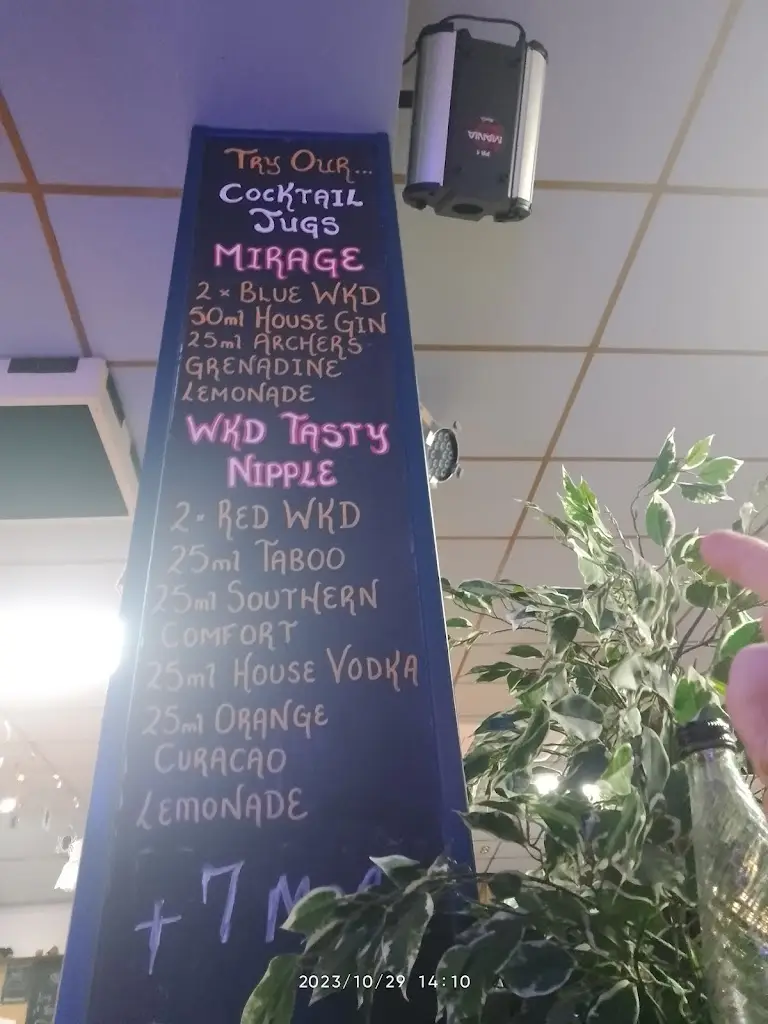 TRY OUR...
COCKTAIL
JUGS
MIRAGE
2 × BLUE WKD
50ml HOUSE GIN
25ml ARCHERS
GRENADINE
LEMONADE
WKD TASTY
NIPPLE
2 · RED WKD
25ml TABOO
25ml SOUTHERN
COMFORT
25ml HOUSE VODKA
25ml ORANGE
CURACAO
LEMONADE
+ 7
MANIA
2023/10/29 14:10